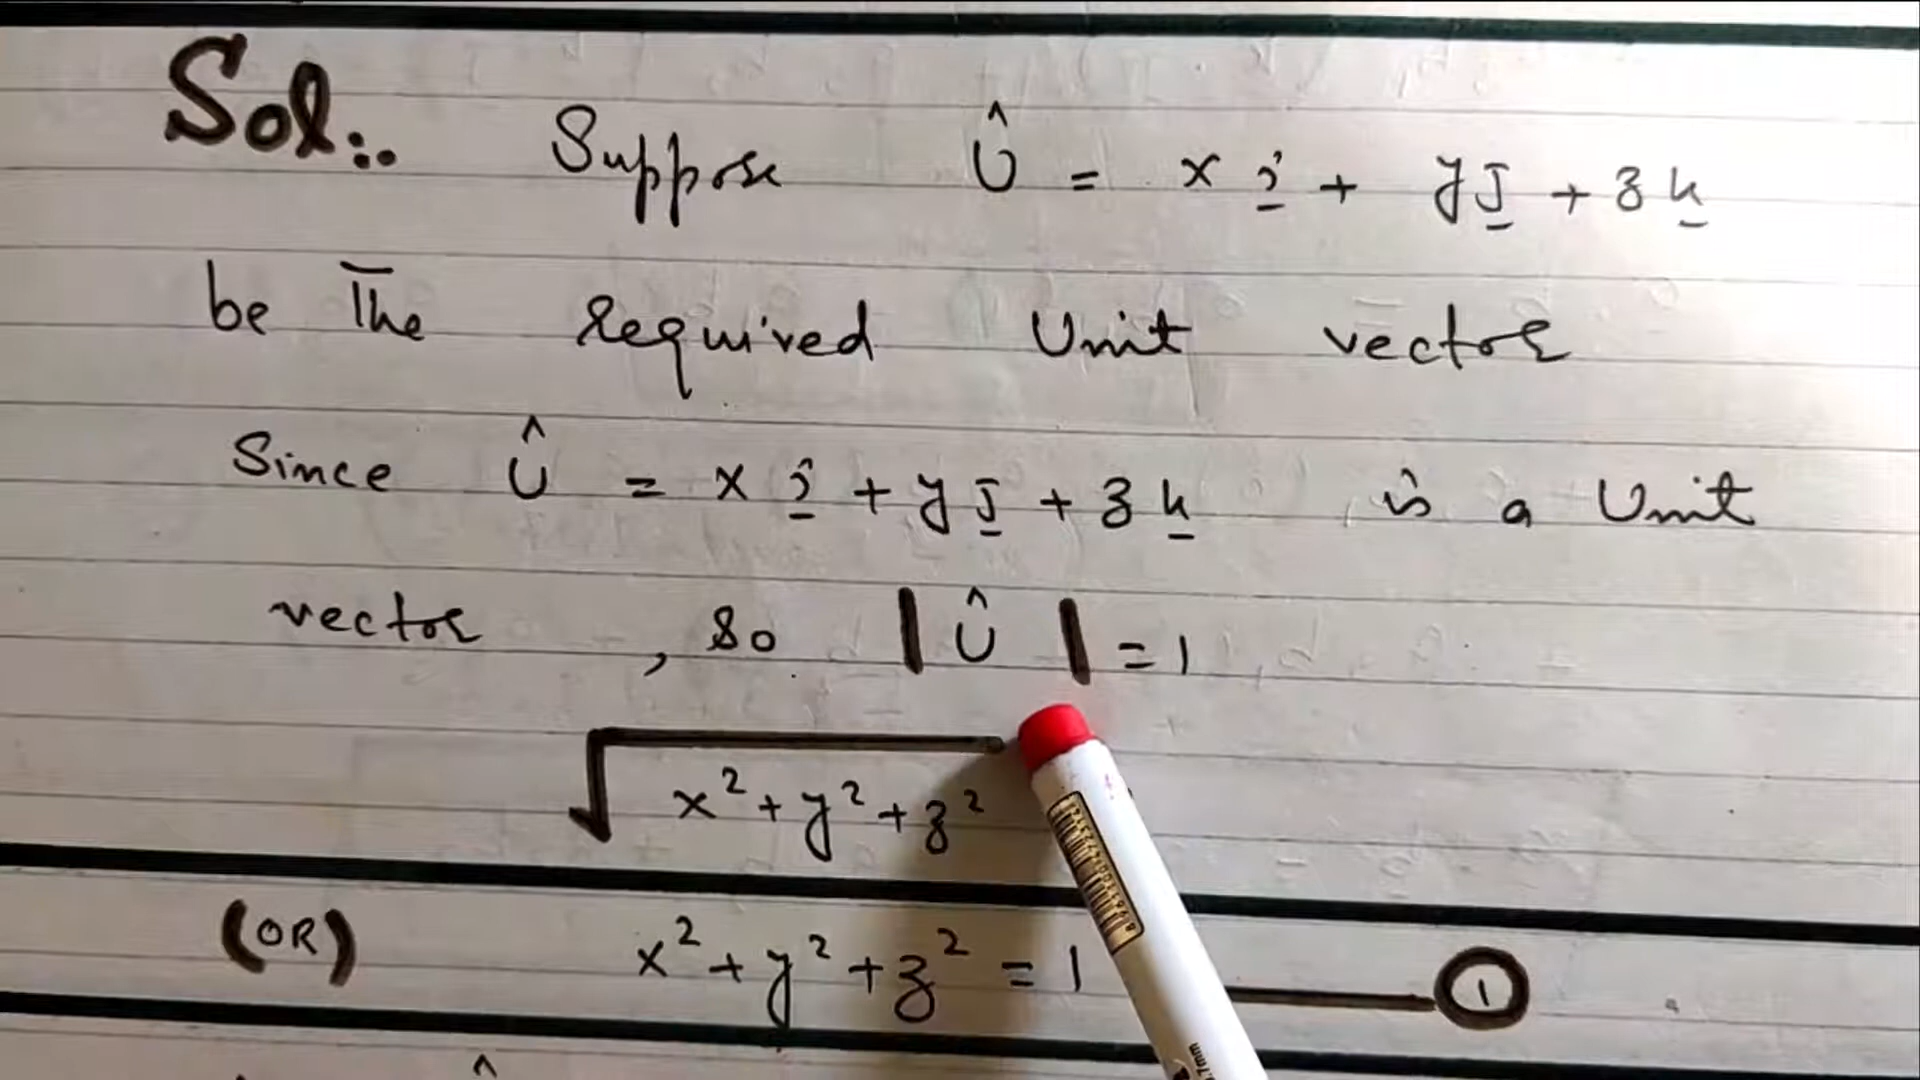 Sol:. Suppose Û = x i + y j + z k
be The required Unit vector
Since Û = x i + y j + z k is a Unit
vector , so | Û | = 1
√x²+y²+z²
(OR) x²+y²+z² = 1 ——— ①